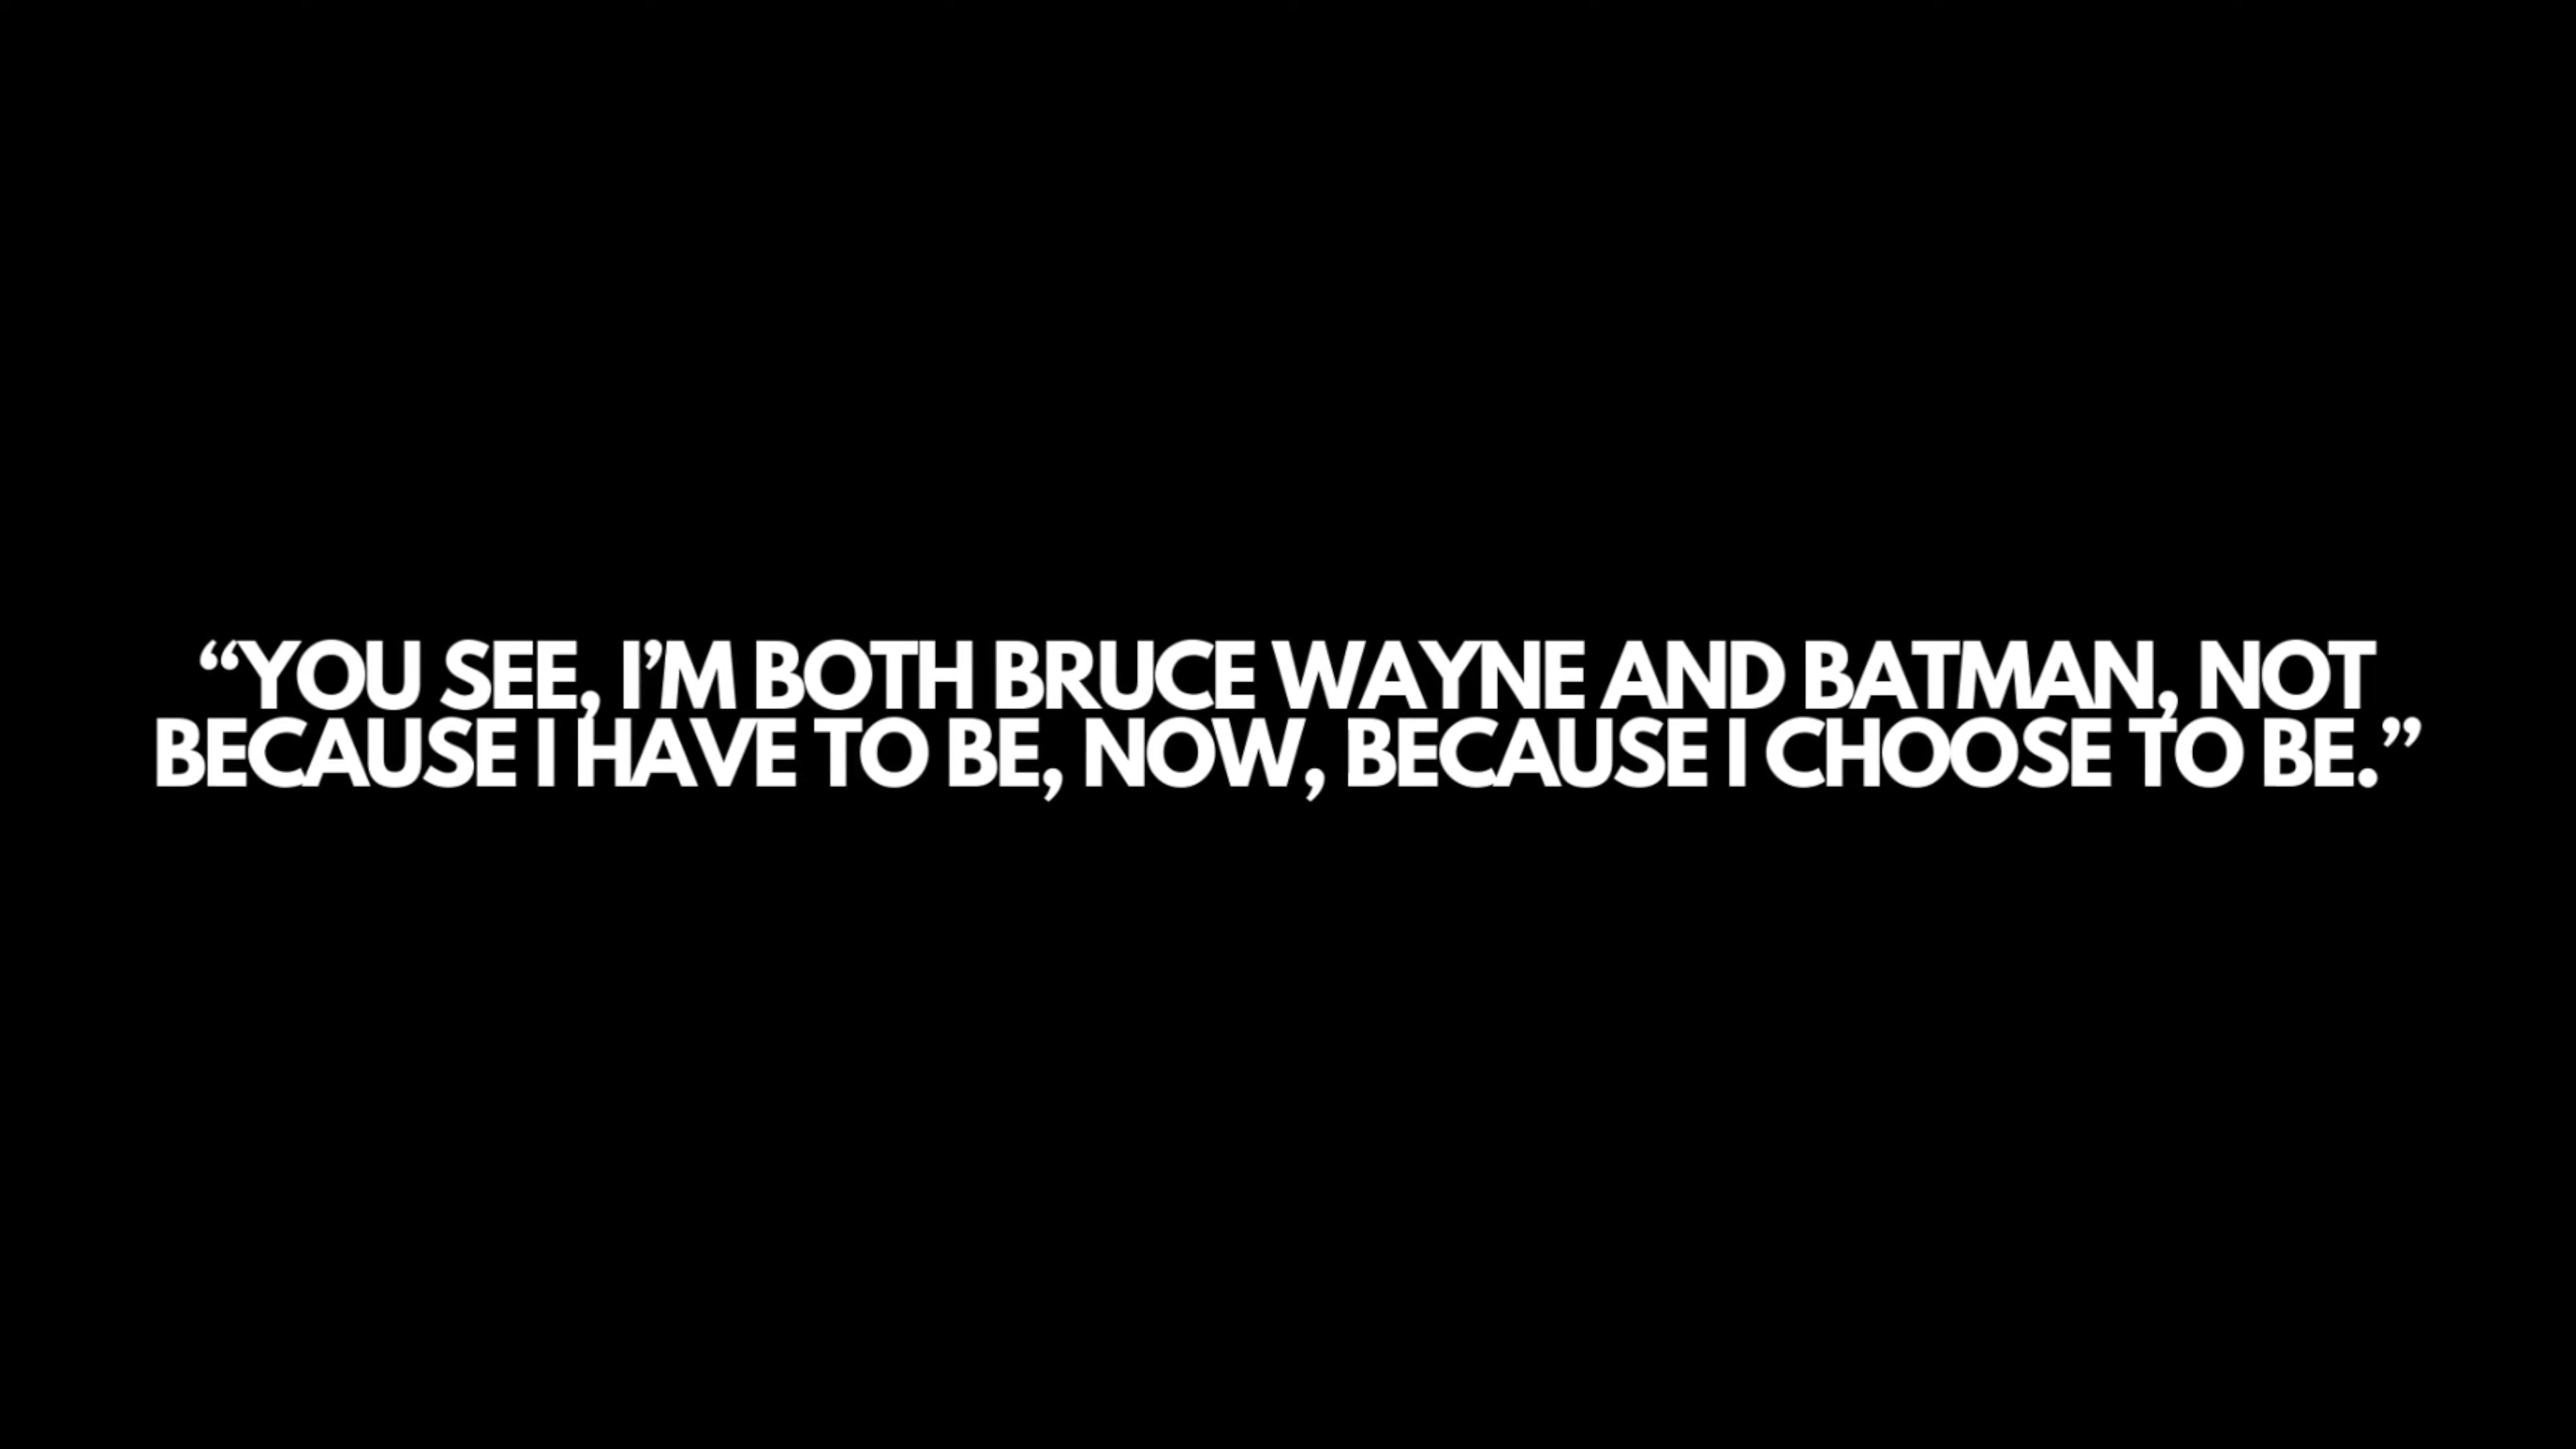 “YOU SEE, I’M BOTH BRUCE WAYNE AND BATMAN, NOT
BECAUSE I HAVE TO BE, NOW, BECAUSE I CHOOSE TO BE.”